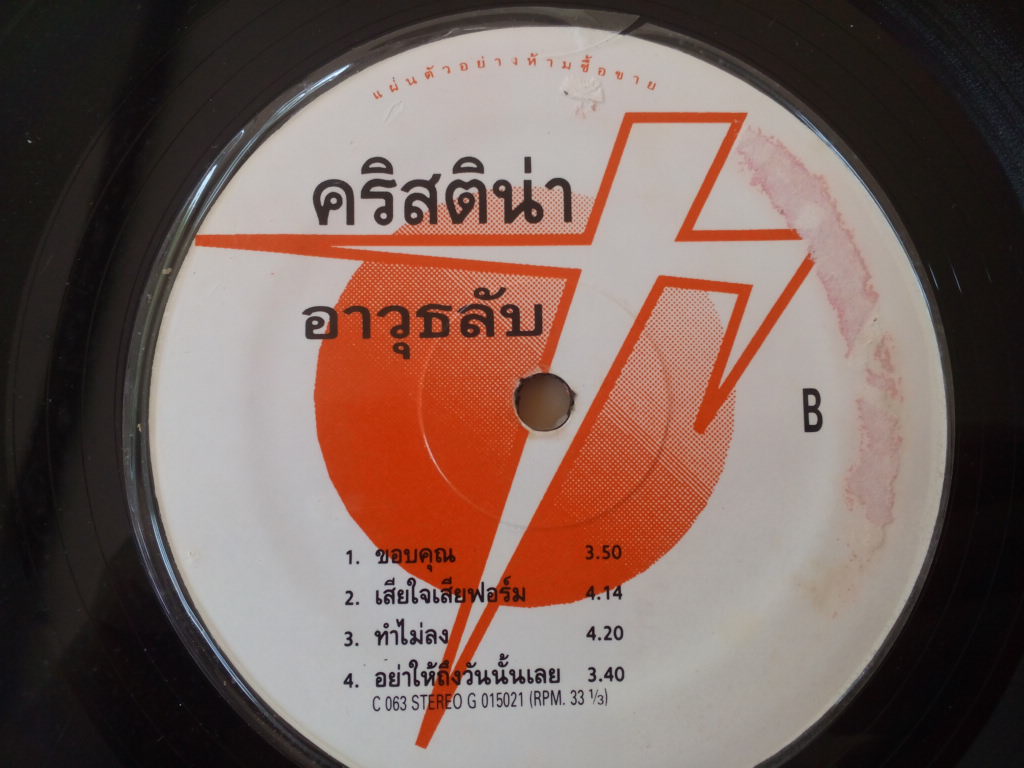 แผ่นตัวอย่างห้ามซื้อขาย
คริสติน่า
อาวุธลับ
B
1. ขอบคุณ 3.50
2. เสียใจเสียฟอร์ม 4.14
3. ทำไม่ลง 4.20
4. อย่าให้ถึงวันนั้นเลย 3.40
C 063 STEREO G 015021 (RPM. 33 1/3)